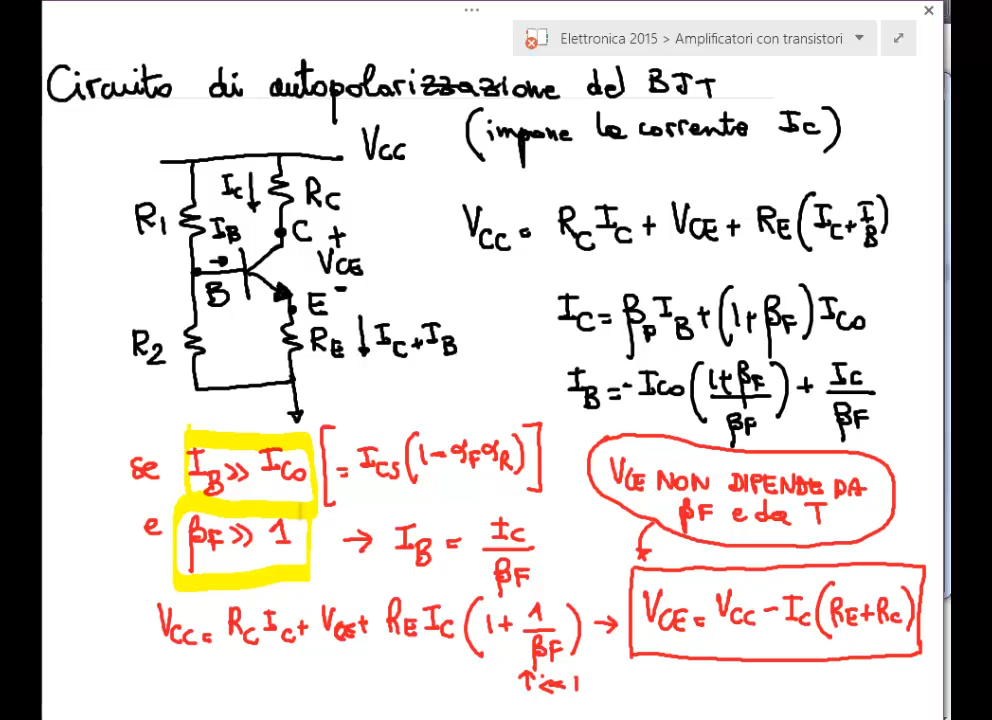 Elettronica 2015 > Amplificatori con transistori
Circuito di autopolarizzazione del BJT
(impone la corrente Ic)
Vcc
Ic
Rc
R1
IB
C
+
VCE
-
B
E
R2
RE
Ic+IB
Vcc = RcIc + VCE + RE(Ic+IB)
Ic = βF IB + (1+βF) Ico
IB = -Ico ((1+βF)/βF) + Ic/βF
se IB >> Ico [= Ics (1-αFαR)]
e βF >> 1 → IB = Ic/βF
VCE NON DIPENDE DA
βF e da T
Vcc = RcIc + VCE + REIc (1 + 1/βF) → VCE = Vcc - Ic(RE+Rc)
↑ << 1